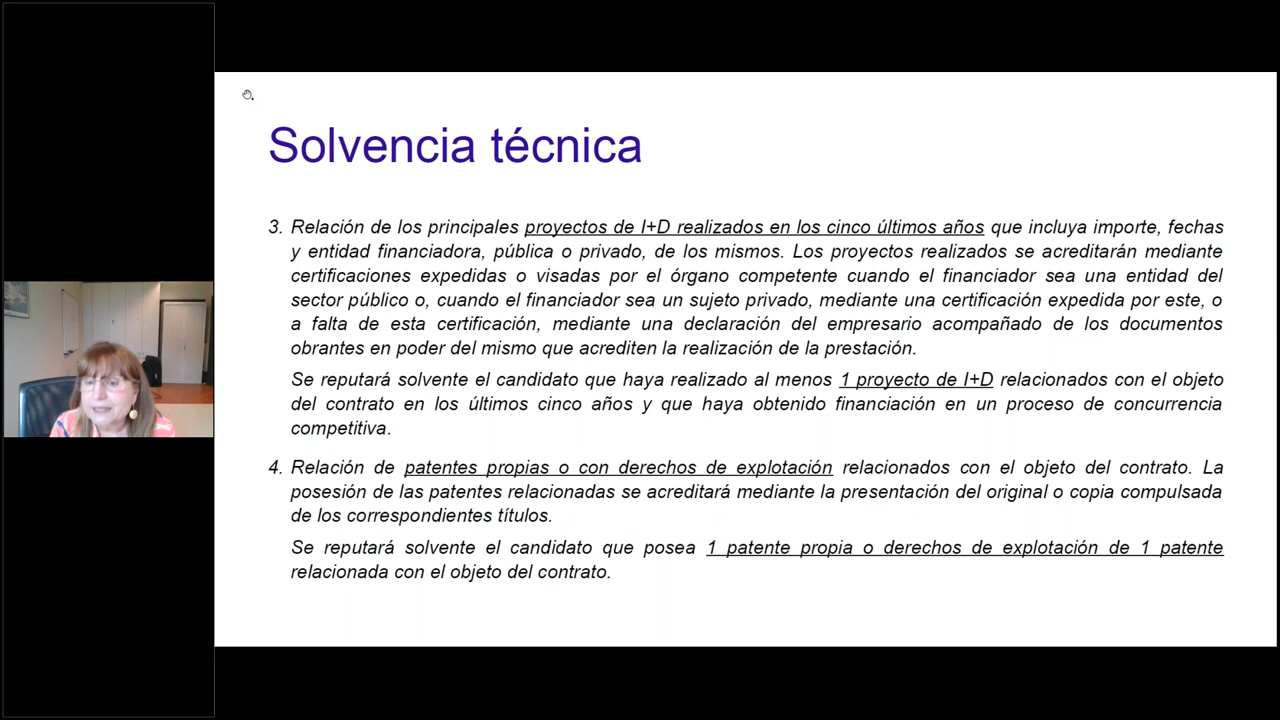 Solvencia técnica
3. Relación de los principales proyectos de I+D realizados en los cinco últimos años que incluya importe, fechas
y entidad financiadora, pública o privado, de los mismos. Los proyectos realizados se acreditarán mediante
certificaciones expedidas o visadas por el órgano competente cuando el financiador sea una entidad del
sector público o, cuando el financiador sea un sujeto privado, mediante una certificación expedida por este, o
a falta de esta certificación, mediante una declaración del empresario acompañado de los documentos
obrantes en poder del mismo que acrediten la realización de la prestación.
Se reputará solvente el candidato que haya realizado al menos 1 proyecto de I+D relacionados con el objeto
del contrato en los últimos cinco años y que haya obtenido financiación en un proceso de concurrencia
competitiva.
4. Relación de patentes propias o con derechos de explotación relacionados con el objeto del contrato. La
posesión de las patentes relacionadas se acreditará mediante la presentación del original o copia compulsada
de los correspondientes títulos.
Se reputará solvente el candidato que posea 1 patente propia o derechos de explotación de 1 patente
relacionada con el objeto del contrato.